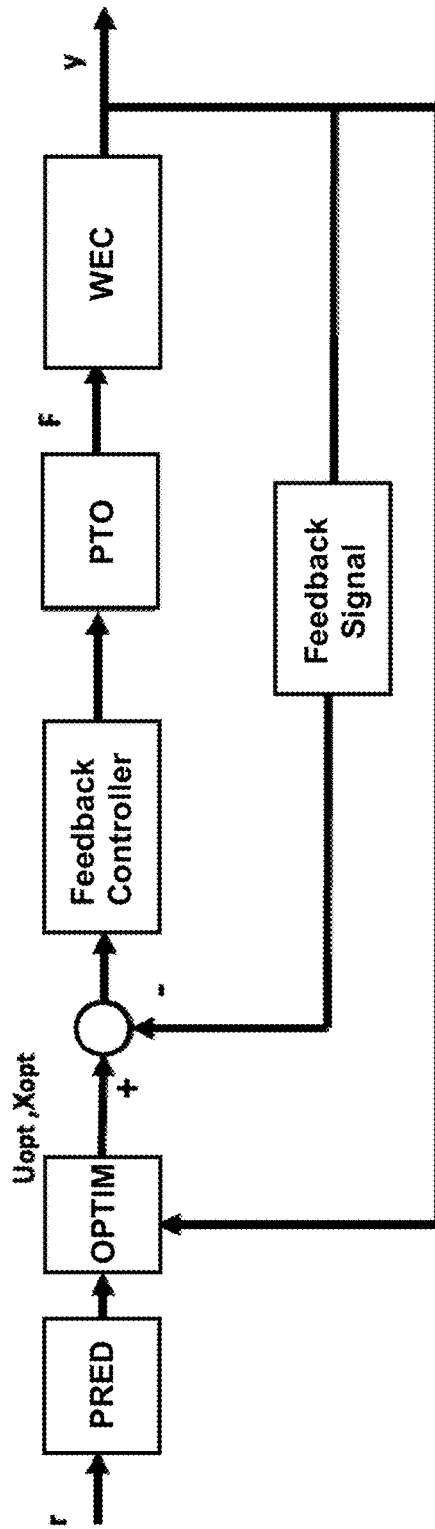 r
PRED
OPTIM
Uopt ,Xopt
+
-
Feedback
Controller
PTO
F
WEC
y
Feedback
Signal